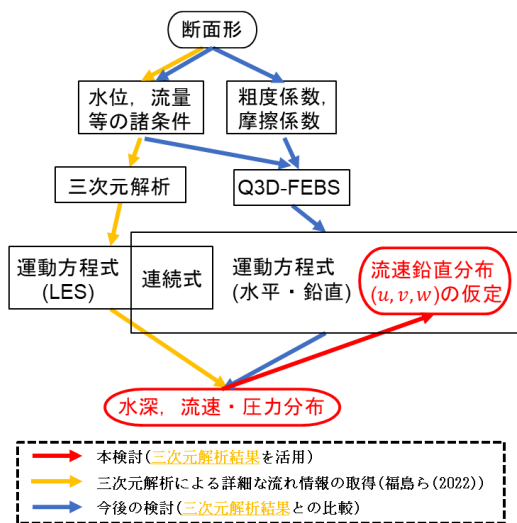 断面形
水位，流量
等の諸条件
粗度係数，
摩擦係数
三次元解析
Q3D-FEBS
運動方程式
(LES)
連続式
運動方程式
(水平・鉛直)
流速鉛直分布
(u, v, w)の仮定
水深，流速・圧力分布
本検討(三次元解析結果を活用)
三次元解析による詳細な流れ情報の取得(福島ら(2022))
今後の検討(三次元解析結果との比較)